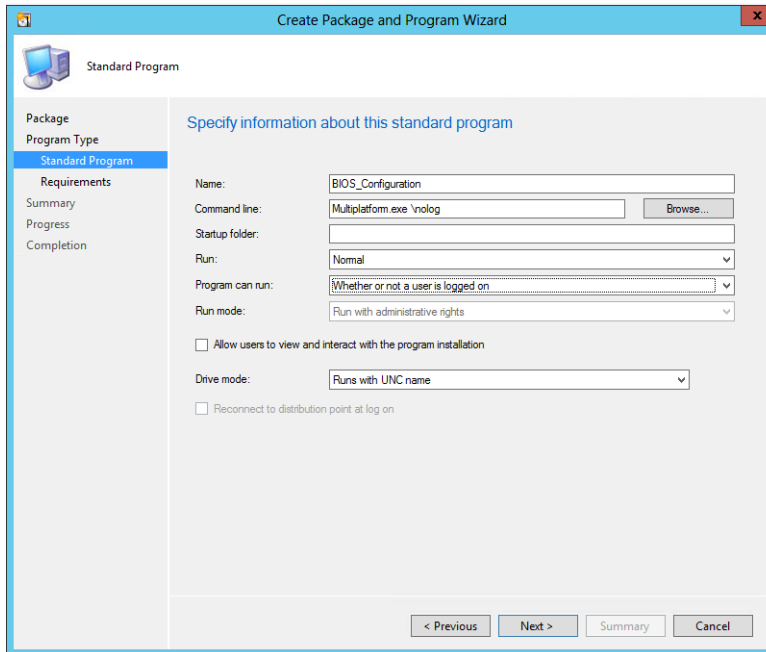 Create Package and Program Wizard
x
Standard Program
Package
Program Type
Standard Program
Requirements
Summary
Progress
Completion
Specify information about this standard program
Name: BIOS_Configuration
Command line: Multiplatform.exe \nolog Browse...
Startup folder:
Run: Normal
Program can run: Whether or not a user is logged on
Run mode: Run with administrative rights
Allow users to view and interact with the program installation
Drive mode: Runs with UNC name
Reconnect to distribution point at log on
< Previous Next > Summary Cancel